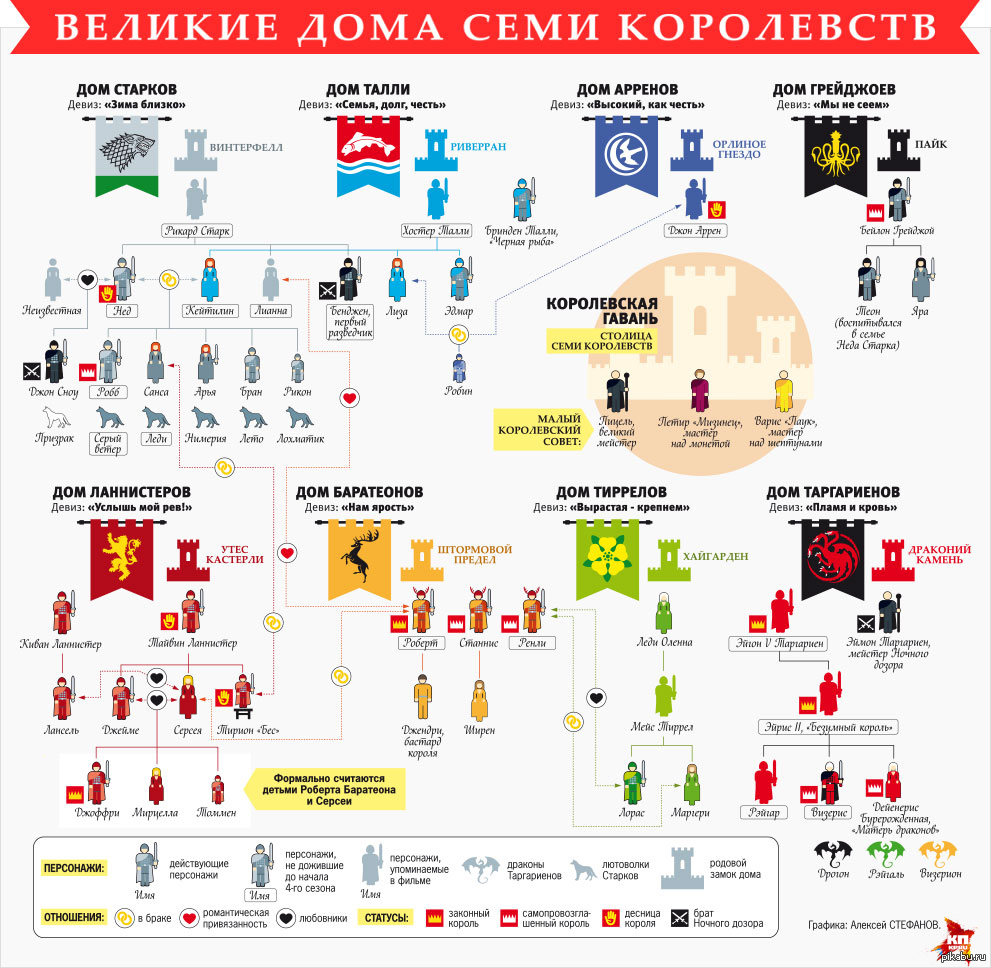 ВЕЛИКИЕ ДОМА СЕМИ КОРОЛЕВСТВ
ДОМ СТАРКОВ
Девиз: «Зима близко»
ВИНТЕРФЕЛЛ
Рикард Старк
ДОМ ТАЛЛИ
Девиз: «Семья, долг, честь»
РИВЕРРАН
Хостер Талли
Бринден Талли,
«Черная рыба»
ДОМ АРРЕНОВ
Девиз: «Высокий, как честь»
ОРЛИНОЕ
ГНЕЗДО
Джон Аррен
ДОМ ГРЕЙДЖОЕВ
Девиз: «Мы не сеем»
ПАЙК
Бейлон Грейджой
Неизвестная
Нед
Кейтилин
Лианна
Бенджен,
первый
разведчик
Лиза
Эдмар
Робин
Теон
(воспитывался
в семье
Неда Старка)
Яра
Джон Сноу
Робб
Санса
Арья
Бран
Рикон
Призрак
Серый
ветер
Леди
Нимерия
Лето
Лохматик
КОРОЛЕВСКАЯ
ГАВАНЬ
СТОЛИЦА
СЕМИ КОРОЛЕВСТВ
МАЛЫЙ
КОРОЛЕВСКИЙ
СОВЕТ:
Пицель,
великий
мейстер
Петир «Мизинец»,
мастер
над монетой
Варис «Паук»,
мастер
над шептунами
ДОМ ЛАННИСТЕРОВ
Девиз: «Услышь мой рев!»
УТЕС
КАСТЕРЛИ
Киван Ланнистер
Тайвин Ланнистер
Лансель
Джейме
Серсея
Тирион «Бес»
Джоффри
Мирцелла
Томмен
Формально считаются
детьми Роберта Баратеона
и Серсеи
ДОМ БАРАТЕОНОВ
Девиз: «Нам ярость»
ШТОРМОВОЙ
ПРЕДЕЛ
Роберт
Станнис
Ренли
Джендри,
бастард
короля
Ширен
ДОМ ТИРРЕЛОВ
Девиз: «Вырастая - крепнем»
ХАЙГАРДЕН
Леди Оленна
Мейс Тиррел
Лорас
Маргери
ДОМ ТАРГАРИЕНОВ
Девиз: «Пламя и кровь»
ДРАКОНИЙ
КАМЕНЬ
Эйгон V Таргариен
Эймон Таргариен,
мейстер Ночного
дозора
Эйрис II, «Безумный король»
Рэйгар
Визерис
Дейенерис
Бурерожденная,
«Матерь драконов»
Дрогон
Рэйгаль
Визерион
ПЕРСОНАЖИ:
Имя
действующие
персонажи
Имя
персонажи,
не дожившие
до начала
4-го сезона
Имя
персонажи,
упоминаемые
в фильме
драконы
Таргариенов
лютоволки
Старков
родовой
замок дома
ОТНОШЕНИЯ:
в браке
романтическая
привязанность
любовники
СТАТУСЫ:
законный
король
самопровозгла-
шенный король
десница
короля
брат
Ночного дозора
Графика: Алексей СТЕФАНОВ.
КП
KP.RU
pikabu.ru